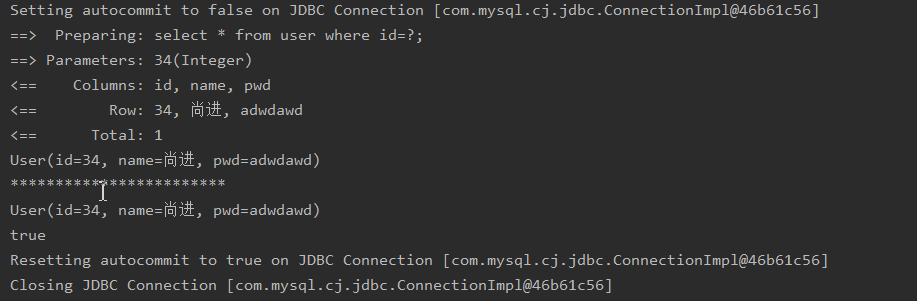 Setting autocommit to false on JDBC Connection [com.mysql.cj.jdbc.ConnectionImpl@46b61c56]
==>  Preparing: select * from user where id=?;
==> Parameters: 34(Integer)
<==    Columns: id, name, pwd
<==        Row: 34, 尚进, adwdawd
<==      Total: 1
User(id=34, name=尚进, pwd=adwdawd)
************************
User(id=34, name=尚进, pwd=adwdawd)
true
Resetting autocommit to true on JDBC Connection [com.mysql.cj.jdbc.ConnectionImpl@46b61c56]
Closing JDBC Connection [com.mysql.cj.jdbc.ConnectionImpl@46b61c56]